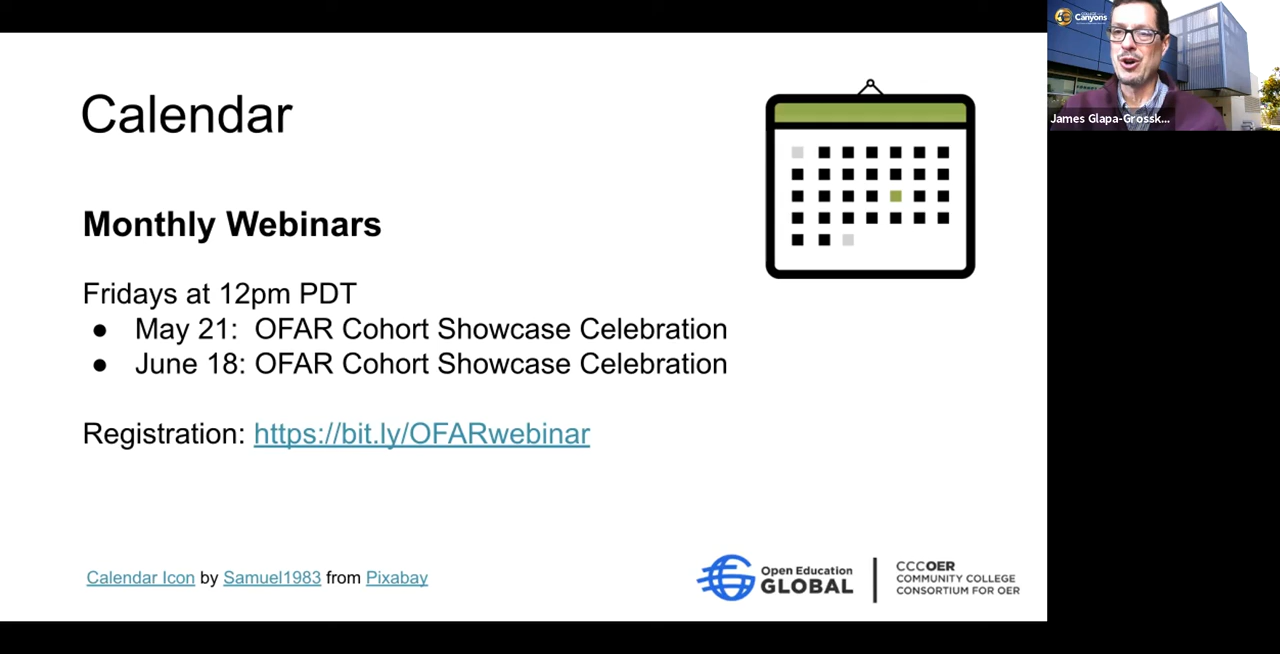 Calendar
Monthly Webinars
Fridays at 12pm PDT
● May 21: OFAR Cohort Showcase Celebration
● June 18: OFAR Cohort Showcase Celebration
Registration: https://bit.ly/OFARwebinar
Calendar Icon by Samuel1983 from Pixabay
Open Education
GLOBAL
CCCOER
COMMUNITY COLLEGE
CONSORTIUM FOR OER
Canyons
James Glapa-Grossk...